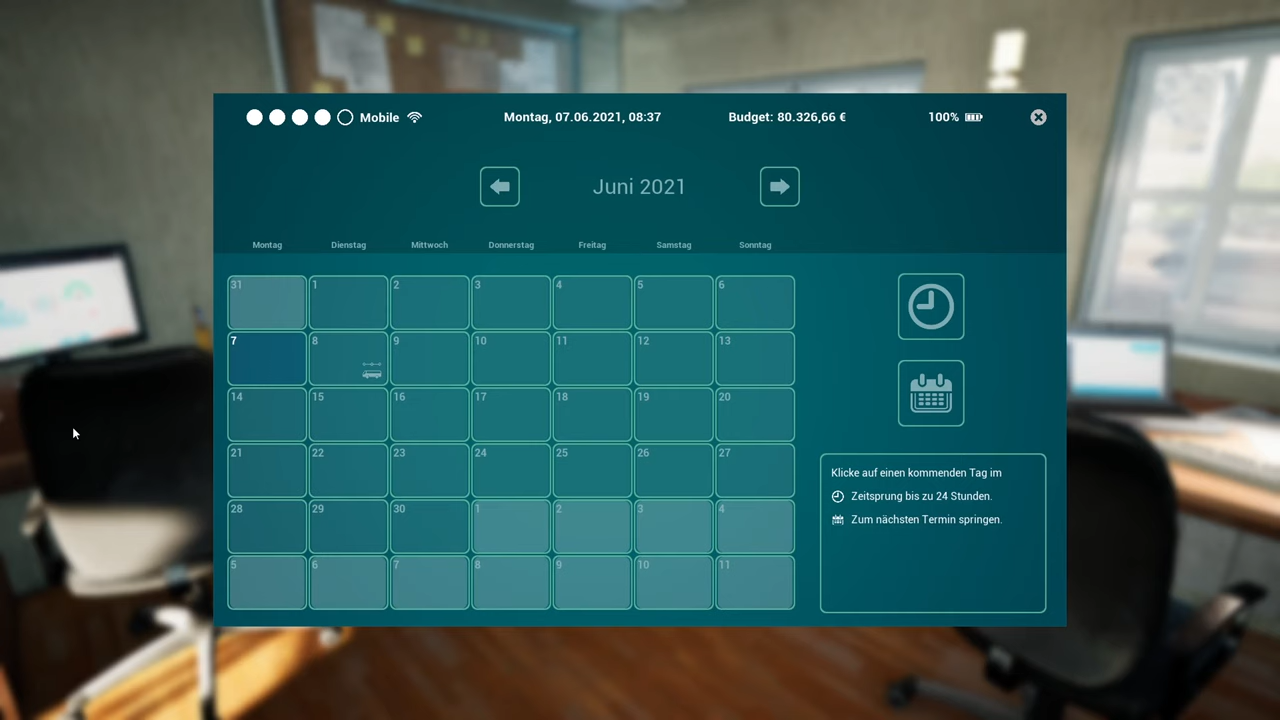 Mobile
Montag, 07.06.2021, 08:37
Budget: 80.326,66 €
100%
Juni 2021
Montag Dienstag Mittwoch Donnerstag Freitag Samstag Sonntag
31 1 2 3 4 5 6
7 8 9 10 11 12 13
14 15 16 17 18 19 20
21 22 23 24 25 26 27
28 29 30 1 2 3 4
5 6 7 8 9 10 11
Klicke auf einen kommenden Tag im
Zeitsprung bis zu 24 Stunden.
Zum nächsten Termin springen.